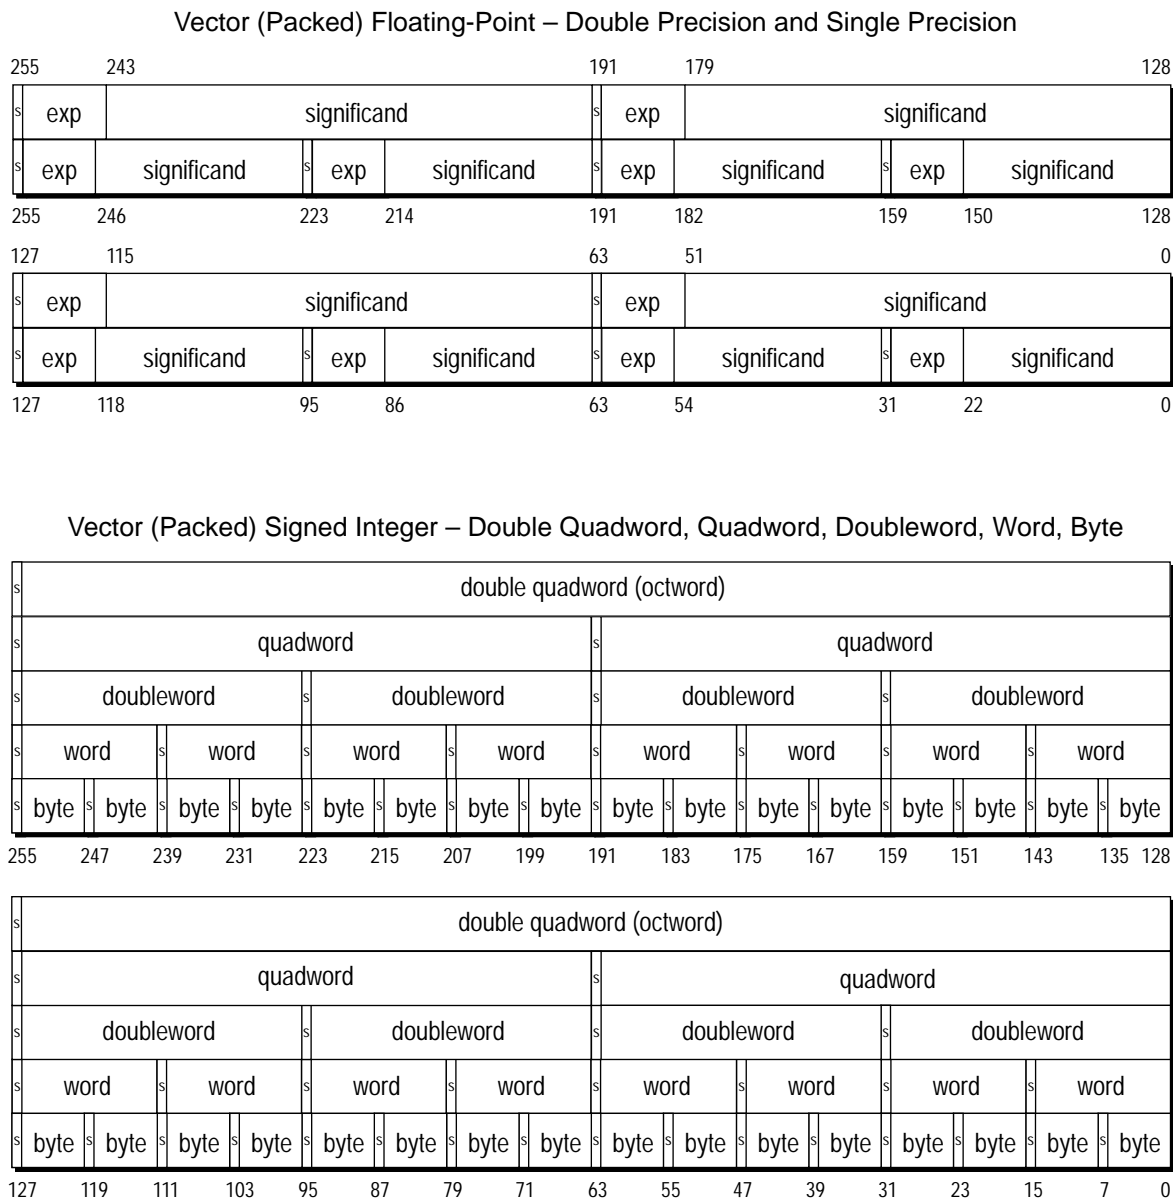 Vector (Packed) Floating-Point – Double Precision and Single Precision
255 243 191 179 128
s exp significand s exp significand
s exp significand s exp significand s exp significand s exp significand
255 246 223 214 191 182 159 150 128
127 115 63 51 0
s exp significand s exp significand
s exp significand s exp significand s exp significand s exp significand
127 118 95 86 63 54 31 22 0
Vector (Packed) Signed Integer – Double Quadword, Quadword, Doubleword, Word, Byte
s double quadword (octword)
s quadword s quadword
s doubleword s doubleword s doubleword s doubleword
s word s word s word s word s word s word s word s word
s byte s byte s byte s byte s byte s byte s byte s byte s byte s byte s byte s byte s byte s byte s byte s byte
255 247 239 231 223 215 207 199 191 183 175 167 159 151 143 135 128
s double quadword (octword)
s quadword s quadword
s doubleword s doubleword s doubleword s doubleword
s word s word s word s word s word s word s word s word
s byte s byte s byte s byte s byte s byte s byte s byte s byte s byte s byte s byte s byte s byte s byte s byte
127 119 111 103 95 87 79 71 63 55 47 39 31 23 15 7 0